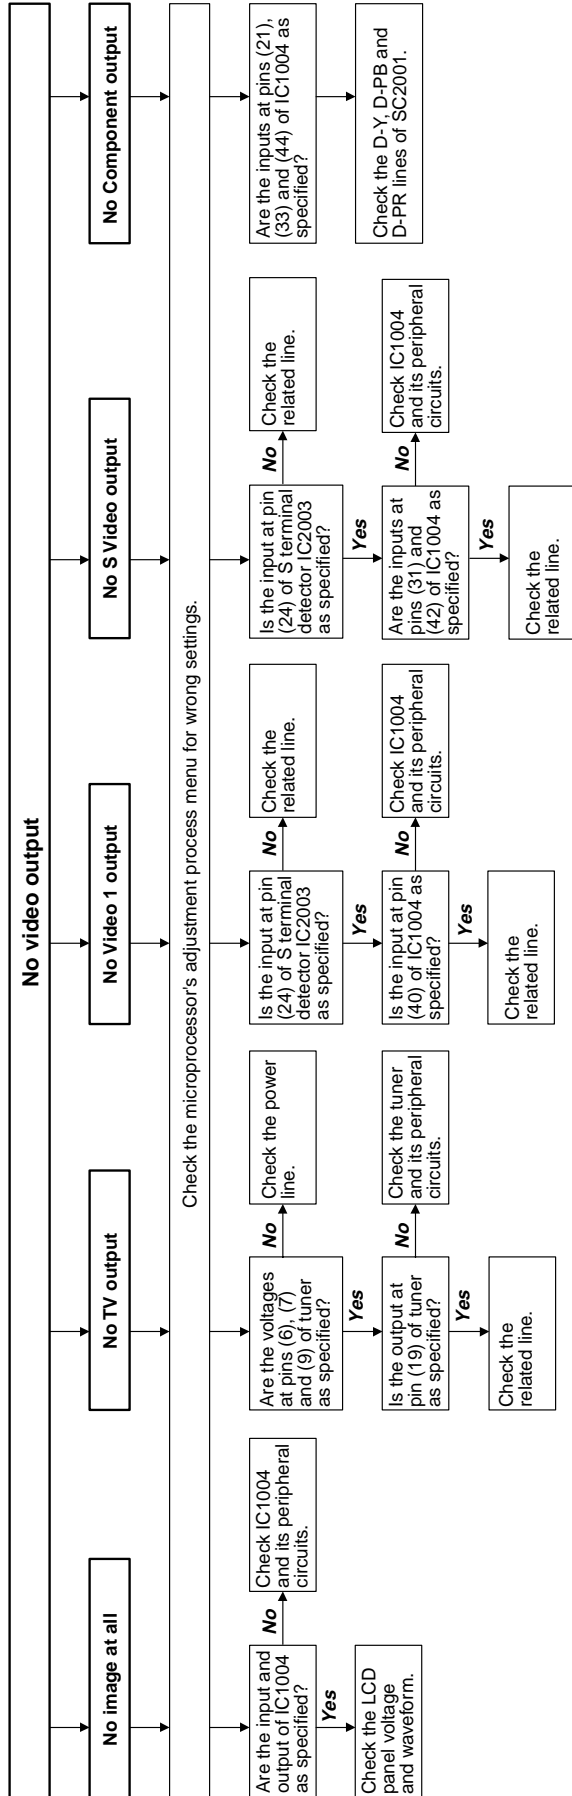 No video output
No image at all
No TV output
No Video 1 output
No S Video output
No Component output
Check the microprocessor's adjustment process menu for wrong settings.
Are the input and
output of IC1004
as specified?
No
Check IC1004
and its peripheral
circuits.
Yes
Check the LCD
panel voltage
and waveform.
Are the voltages
at pins (6), (7)
and (9) of tuner
as specified?
No
Check the power
line.
Yes
Is the output at
pin (19) of tuner
as specified?
No
Check the tuner
and its peripheral
circuits.
Yes
Check the
related line.
Is the input at pin
(24) of S terminal
detector IC2003
as specified?
No
Check the
related line.
Yes
Is the input at pin
(40) of IC1004 as
specified?
No
Check IC1004
and its peripheral
circuits.
Yes
Check the
related line.
Is the input at pin
(24) of S terminal
detector IC2003
as specified?
No
Check the
related line.
Yes
Are the inputs at
pins (31) and
(42) of IC1004 as
specified?
No
Check IC1004
and its peripheral
circuits.
Yes
Check the
related line.
Are the inputs at pins (21),
(33) and (44) of IC1004 as
specified?
Check the D-Y, D-PB and
D-PR lines of SC2001.